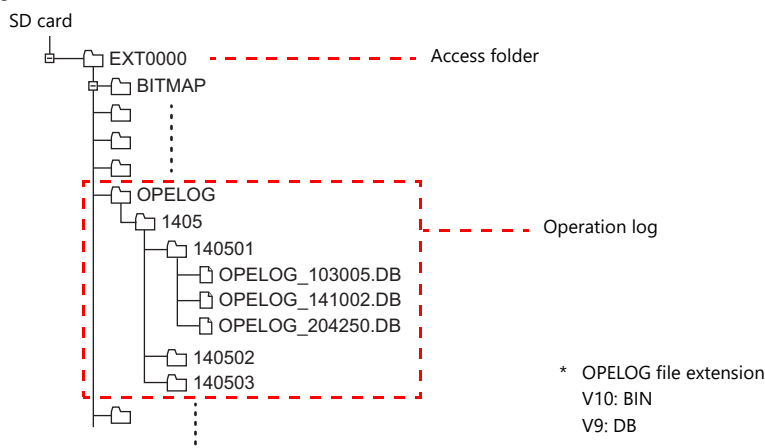 SD card
EXT0000
Access folder
BITMAP
OPELOG
1405
Operation log
140501
OPELOG_103005.DB
OPELOG_141002.DB
OPELOG_204250.DB
140502
140503
* OPELOG file extension
V10: BIN
V9: DB